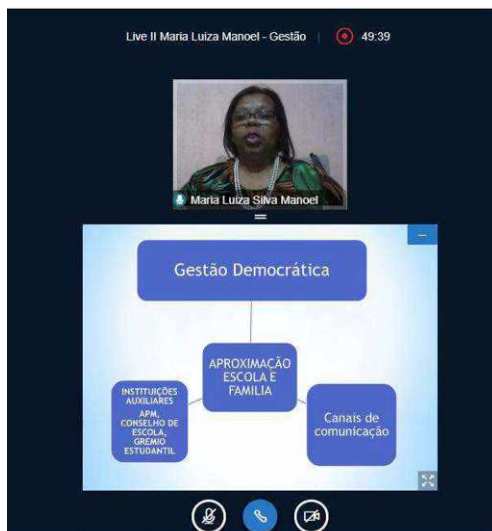 Live II Maria Luiza Manoel - Gestão
49:39
Maria Luiza Silva Manoel
Gestão Democrática
APROXIMAÇÃO
ESCOLA E
FAMILIA
INSTITUIÇÕES
AUXILIARES
APM,
CONSELHO DE
ESCOLA,
GREMIO
ESTUDANTIL
Canais de
comunicação